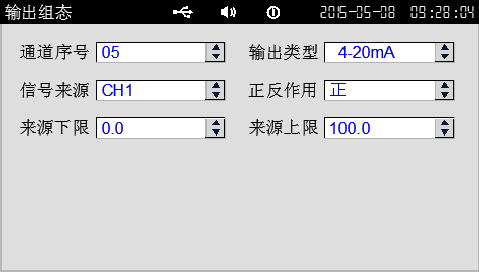 输出组态 2015-05-08 09:28:04
通道序号 05 输出类型 4-20mA
信号来源 CH1 正反作用 正
来源下限 0.0 来源上限 100.0